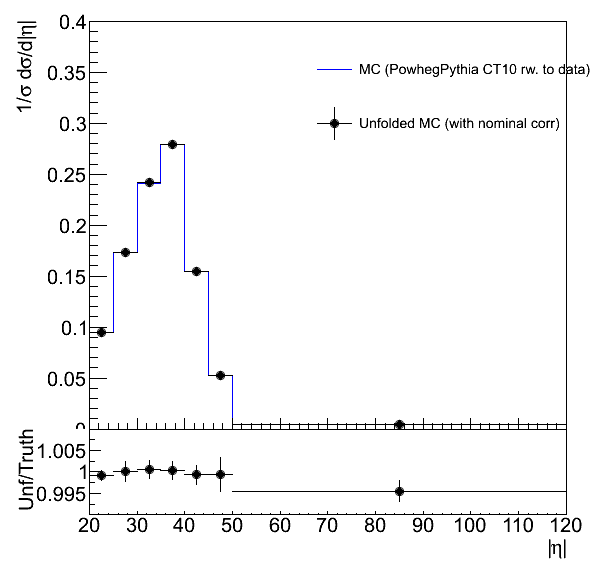 1/σ dσ/d|η|
0.4
0.35
0.3
0.25
0.2
0.15
0.1
0.05
0
MC (PowhegPythia CT10 rw. to data)
Unfolded MC (with nominal corr)
Unf/Truth
1.005
1
0.995
20 30 40 50 60 70 80 90 100 110 120
|η|